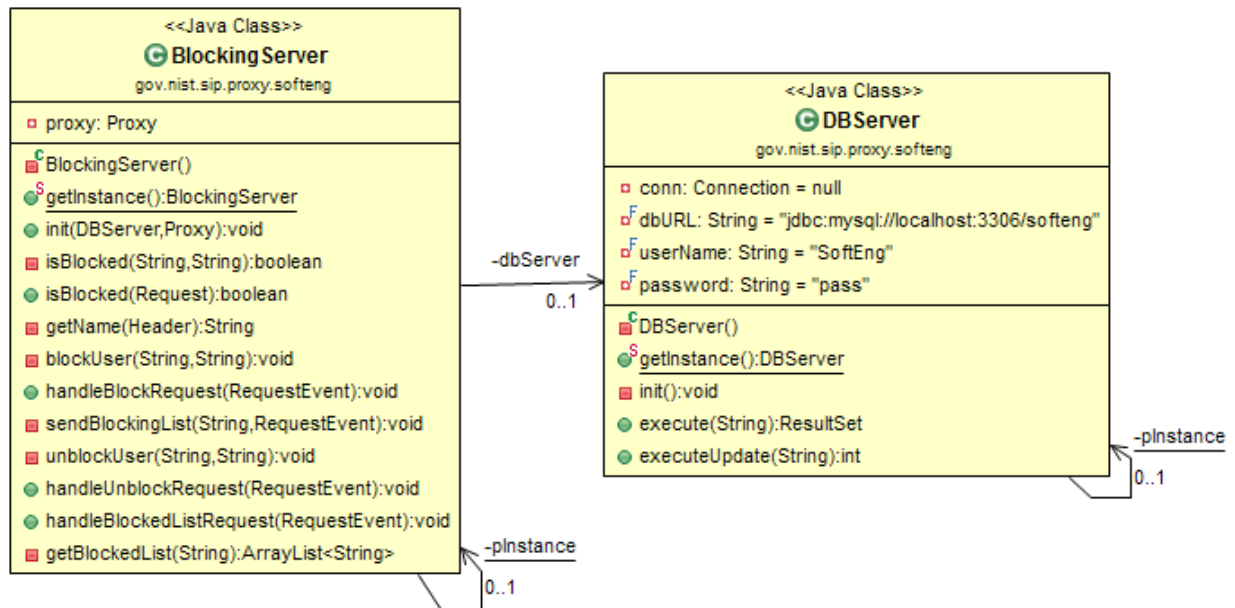 <<Java Class>>
C BlockingServer
gov.nist.sip.proxy.softeng
proxy: Proxy
C BlockingServer()
S getInstance():BlockingServer
init(DBServer,Proxy):void
isBlocked(String,String):boolean
isBlocked(Request):boolean
getName(Header):String
blockUser(String,String):void
handleBlockRequest(RequestEvent):void
sendBlockingList(String,RequestEvent):void
unblockUser(String,String):void
handleUnblockRequest(RequestEvent):void
handleBlockedListRequest(RequestEvent):void
getBlockedList(String):ArrayList<String>
-pInstance
0..1
-dbServer
0..1
<<Java Class>>
C DBServer
gov.nist.sip.proxy.softeng
conn: Connection = null
F dbURL: String = "jdbc:mysql://localhost:3306/softeng"
F userName: String = "SoftEng"
F password: String = "pass"
C DBServer()
S getInstance():DBServer
init():void
execute(String):ResultSet
executeUpdate(String):int
-pInstance
0..1